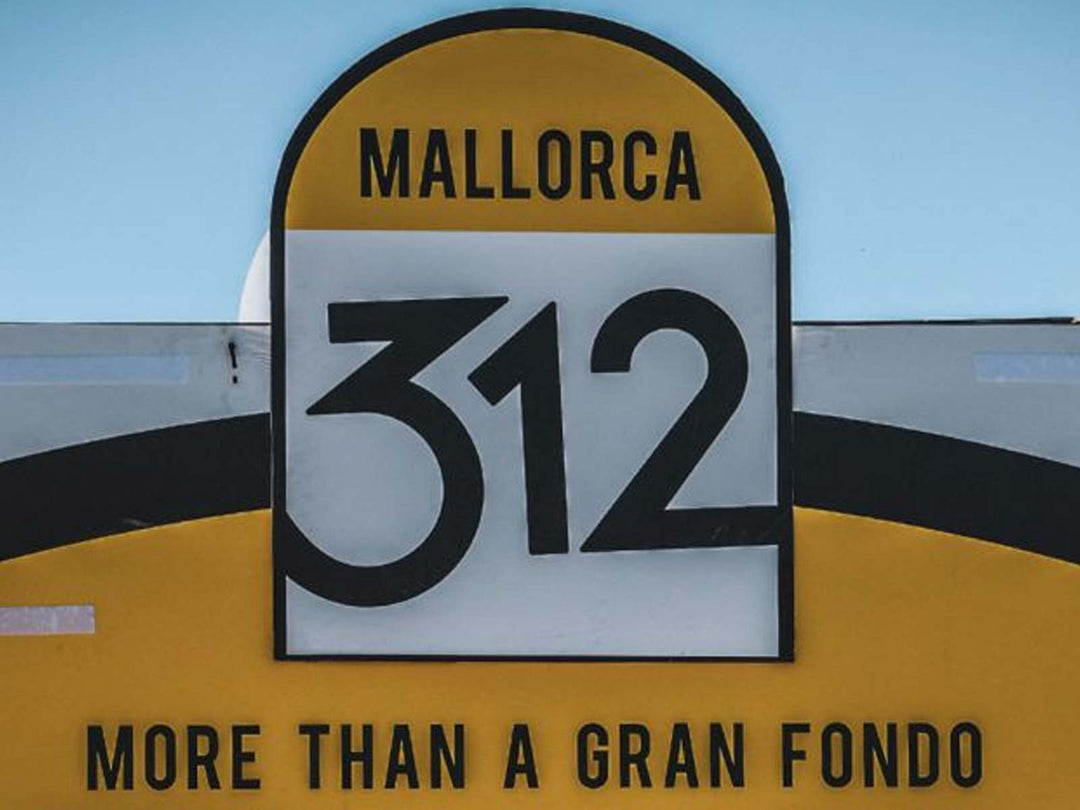 MALLORCA
312
MORE THAN A GRAN FONDO